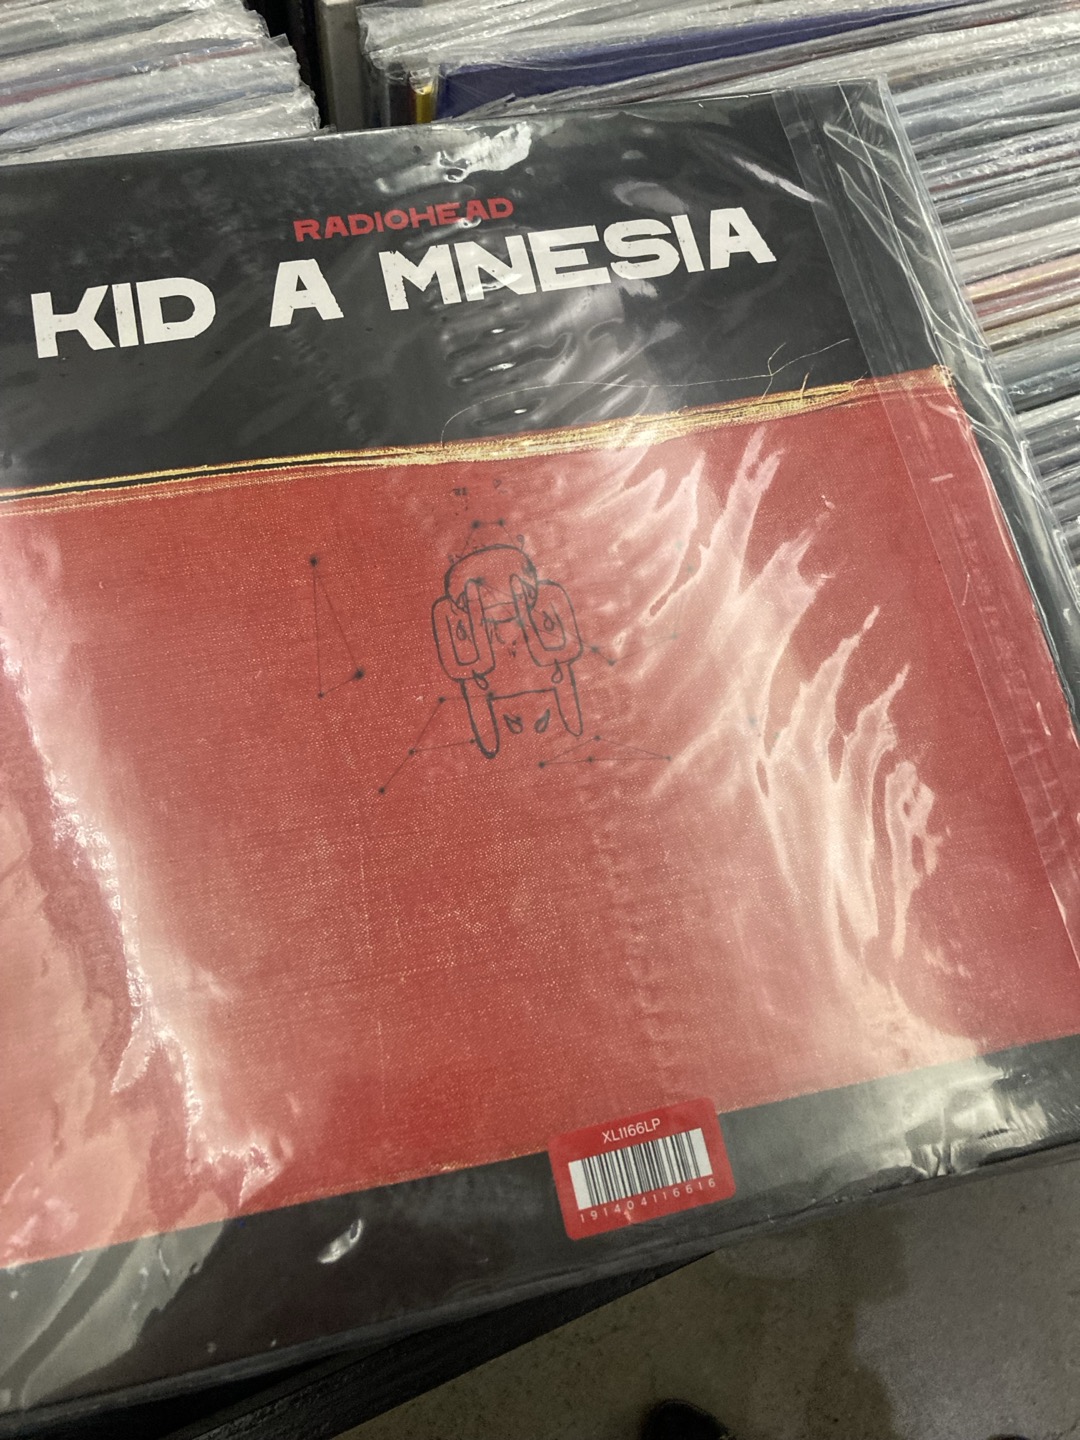 RADIOHEAD
KID A MNESIA
XL1166LP
191404116616